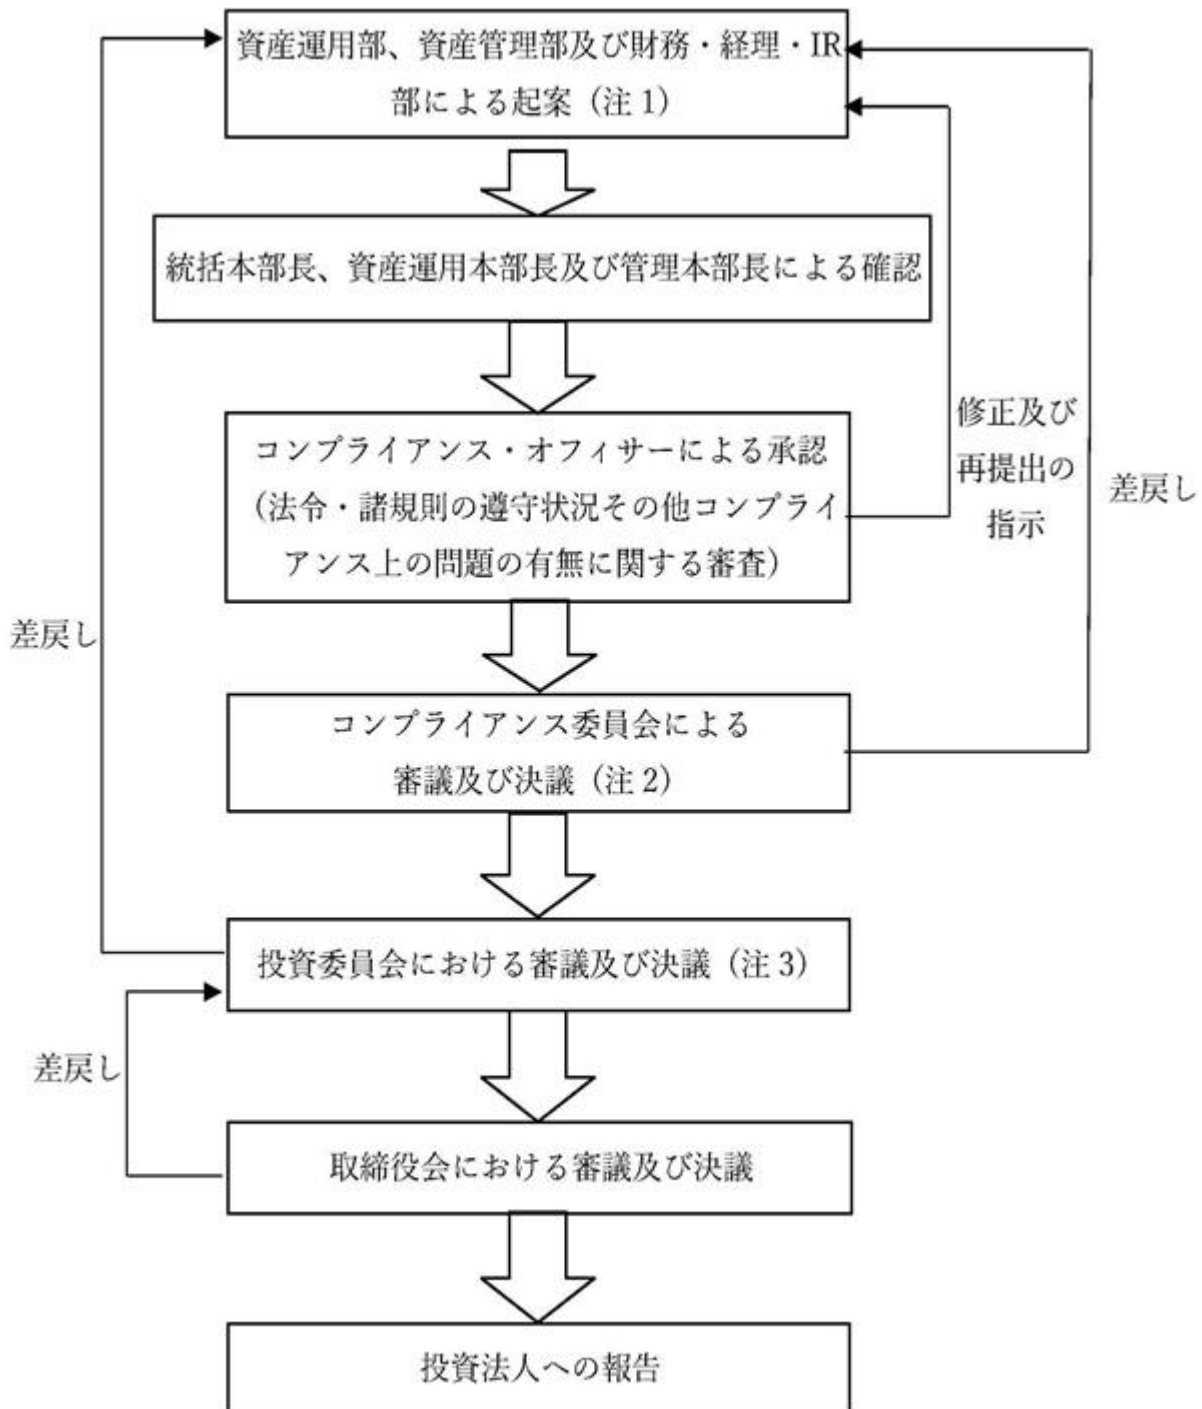 資産運用部、資産管理部及び財務・経理・IR
部による起案（注 1）
統括本部長、資産運用本部長及び管理本部長による確認
コンプライアンス・オフィサーによる承認
（法令・諸規則の遵守状況その他コンプライ
アンス上の問題の有無に関する審査）
修正及び
再提出の
指示
差戻し
差戻し
コンプライアンス委員会による
審議及び決議（注 2）
投資委員会における審議及び決議（注 3）
差戻し
取締役会における審議及び決議
投資法人への報告